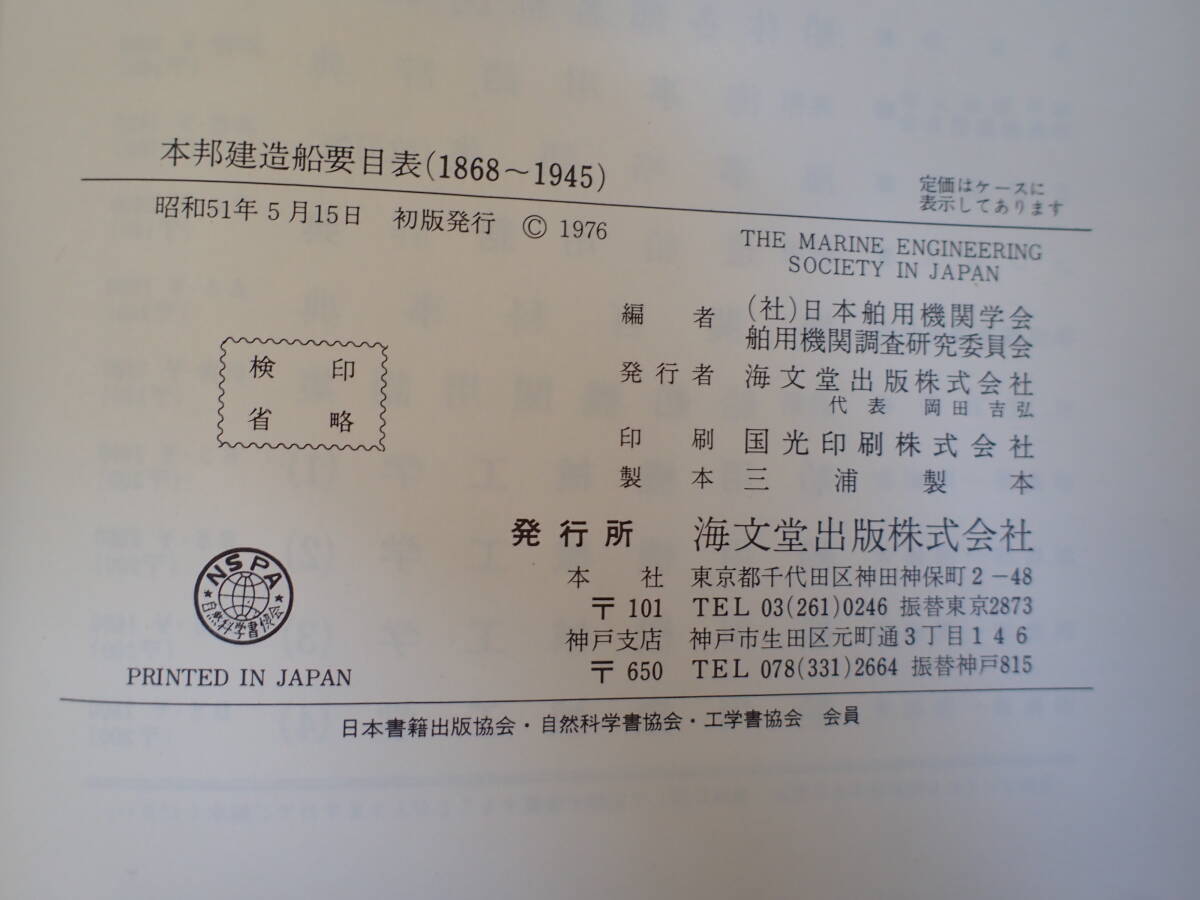 本邦建造船要目表(1868〜1945)
定価はケースに
表示してあります
昭和51年5月15日 初版発行 © 1976
THE MARINE ENGINEERING
SOCIETY IN JAPAN
編者 (社)日本舶用機関学会
舶用機関調査研究委員会
発行者 海文堂出版株式会社
代表 岡田吉弘
印刷 国光印刷株式会社
製本 三浦製本
検印
省略
発行所 海文堂出版株式会社
本社 東京都千代田区神田神保町2-48
〒101 TEL 03(261)0246 振替東京2873
神戸支店 神戸市生田区元町通3丁目146
〒650 TEL 078(331)2664 振替神戸815
NSPA
自然科学書協会
PRINTED IN JAPAN
日本書籍出版協会・自然科学書協会・工学書協会 会員